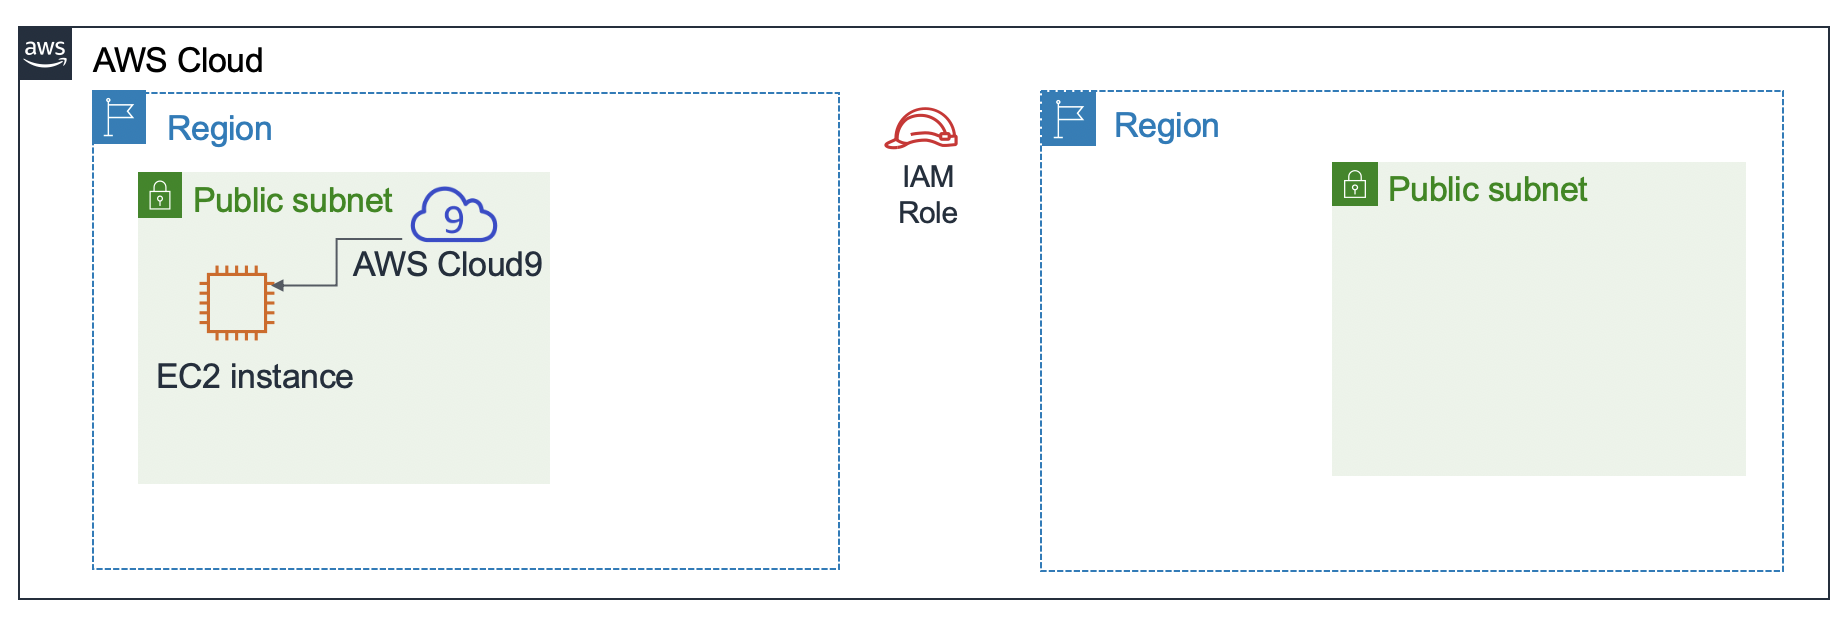 aws
AWS Cloud
Region
Public subnet
9
AWS Cloud9
EC2 instance
IAM
Role
Region
Public subnet